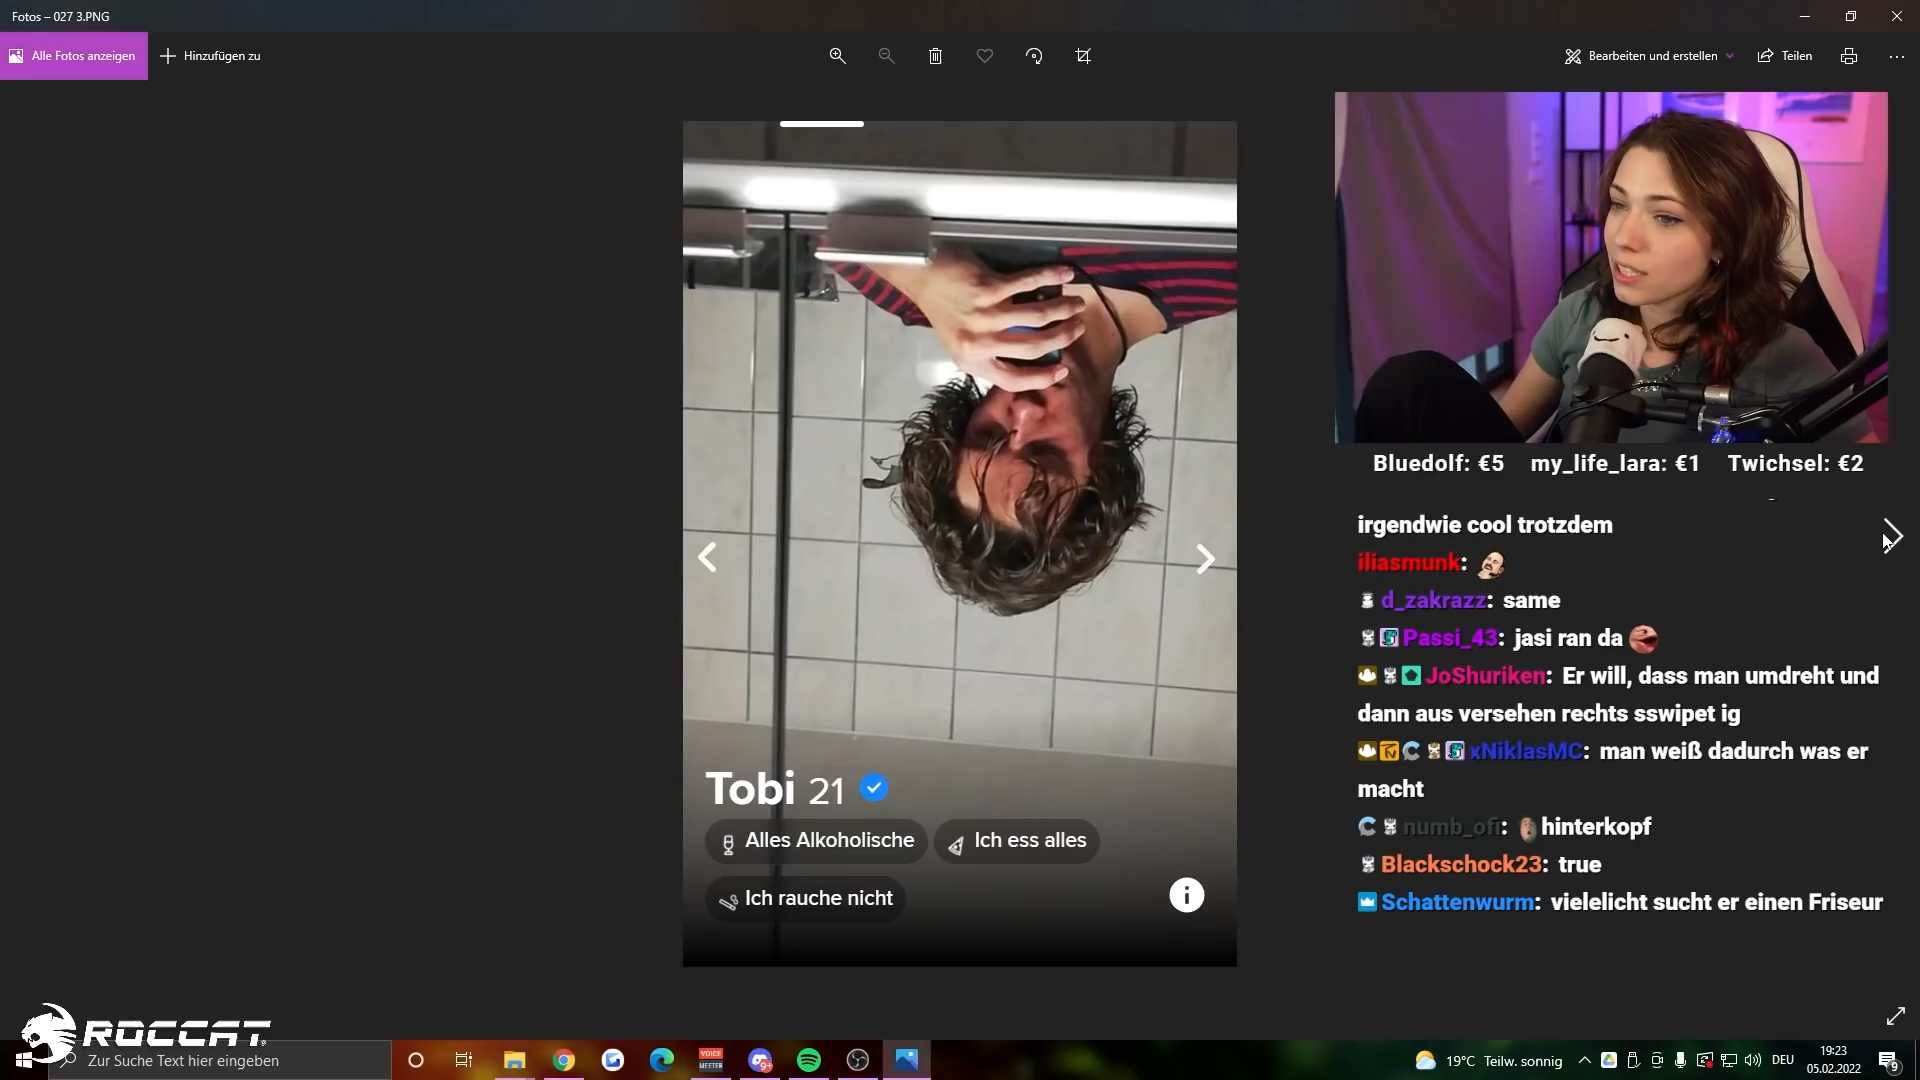 Fotos – 027 3.PNG
Alle Fotos anzeigen
Hinzufügen zu
Bearbeiten und erstellen
Teilen
Bluedolf: €5 my_life_lara: €1 Twichsel: €2
irgendwie cool trotzdem
iliasmunk:
d_zakrazz: same
Passi_43: jasi ran da
JoShuriken: Er will, dass man umdreht und
dann aus versehen rechts sswipet ig
xNiklasMC: man weiß dadurch was er
macht
numb_ofi: hinterkopf
Blackschock23: true
Schattenwurm: vielelicht sucht er einen Friseur
Tobi 21
Alles Alkoholische
Ich ess alles
Ich rauche nicht
ROCCAT
Zur Suche Text hier eingeben
VOICE
MEETER
9+
19°C Teilw. sonnig
DEU
19:23
05.02.2022
9